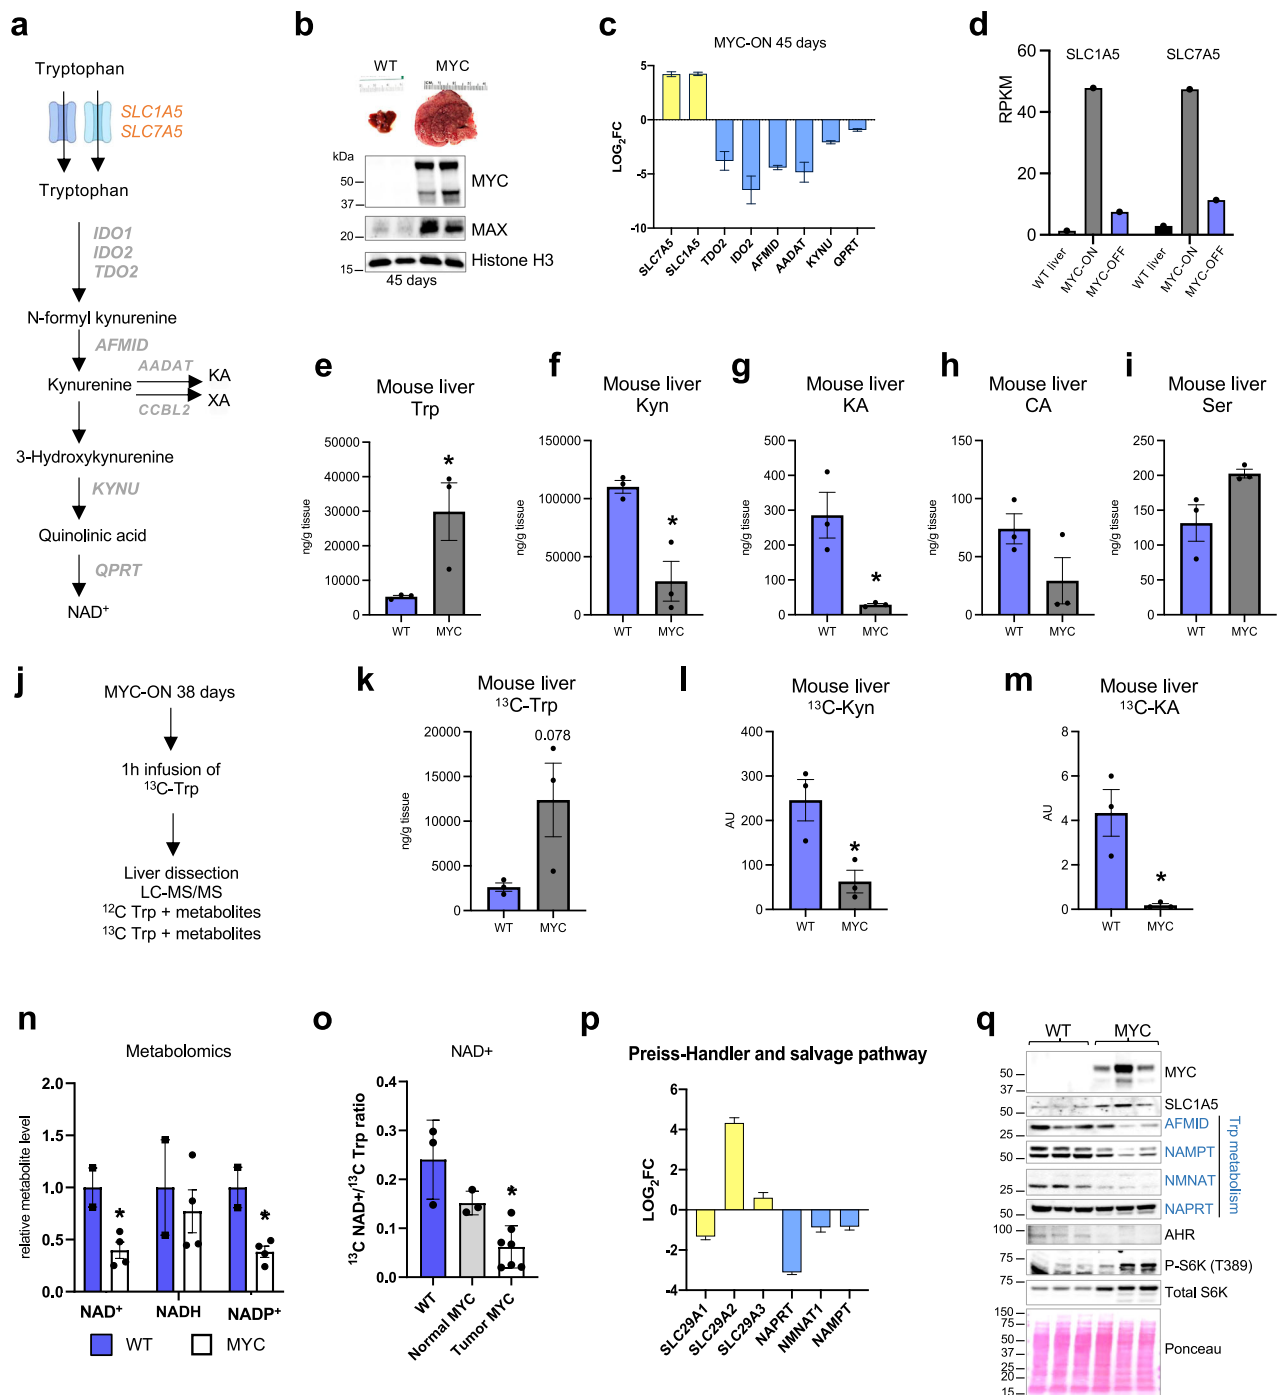 a
Tryptophan
SLC1A5
SLC7A5
Tryptophan
IDO1
IDO2
TDO2
N-formyl kynurenine
AFMID
Kynurenine
AADAT
KA
XA
CCBL2
3-Hydroxykynurenine
KYNU
Quinolinic acid
QPRT
NAD+
b
WT MYC
kDa
50
37
MYC
20
MAX
15
Histone H3
45 days
c
MYC-ON 45 days
LOG2FC
5
0
-5
-10
SLC7A5
SLC1A5
TDO2
IDO2
AFMID
AADAT
KYNU
QPRT
d
SLC1A5 SLC7A5
RPKM
60
40
20
0
WT liver
MYC-ON
MYC-OFF
WT liver
MYC-ON
MYC-OFF
e
Mouse liver
Trp
ng/g tissue
50000
40000
30000
20000
10000
0
*
WT MYC
f
Mouse liver
Kyn
ng/g tissue
150000
100000
50000
0
*
WT MYC
g
Mouse liver
KA
ng/g tissue
400
300
200
100
0
*
WT MYC
h
Mouse liver
CA
ng/g tissue
150
100
50
0
WT MYC
i
Mouse liver
Ser
ng/g tissue
250
200
150
100
50
0
WT MYC
j
MYC-ON 38 days
1h infusion of
13C-Trp
Liver dissection
LC-MS/MS
12C Trp + metabolites
13C Trp + metabolites
k
Mouse liver
13C-Trp
ng/g tissue
20000
15000
10000
5000
0
0.078
WT MYC
l
Mouse liver
13C-Kyn
AU
400
300
200
100
0
*
WT MYC
m
Mouse liver
13C-KA
AU
8
6
4
2
0
*
WT MYC
n
Metabolomics
relative metabolite level
2.0
1.5
1.0
0.5
0.0
* *
NAD+ NADH NADP+
WT MYC
o
NAD+
13C NAD+/13C Trp ratio
0.4
0.3
0.2
0.1
0.0
*
WT
Normal MYC
Tumor MYC
p
Preiss-Handler and salvage pathway
LOG2FC
6
4
2
0
-2
-4
SLC29A1
SLC29A2
SLC29A3
NAPRT
NMNAT1
NAMPT
q
WT MYC
50
37
MYC
50
SLC1A5
25
AFMID
50
NAMPT
25
NMNAT
50
NAPRT
Trp metabolism
100
AHR
75
P-S6K (T389)
75
Total S6K
150
75
50
37
25
20
15
Ponceau